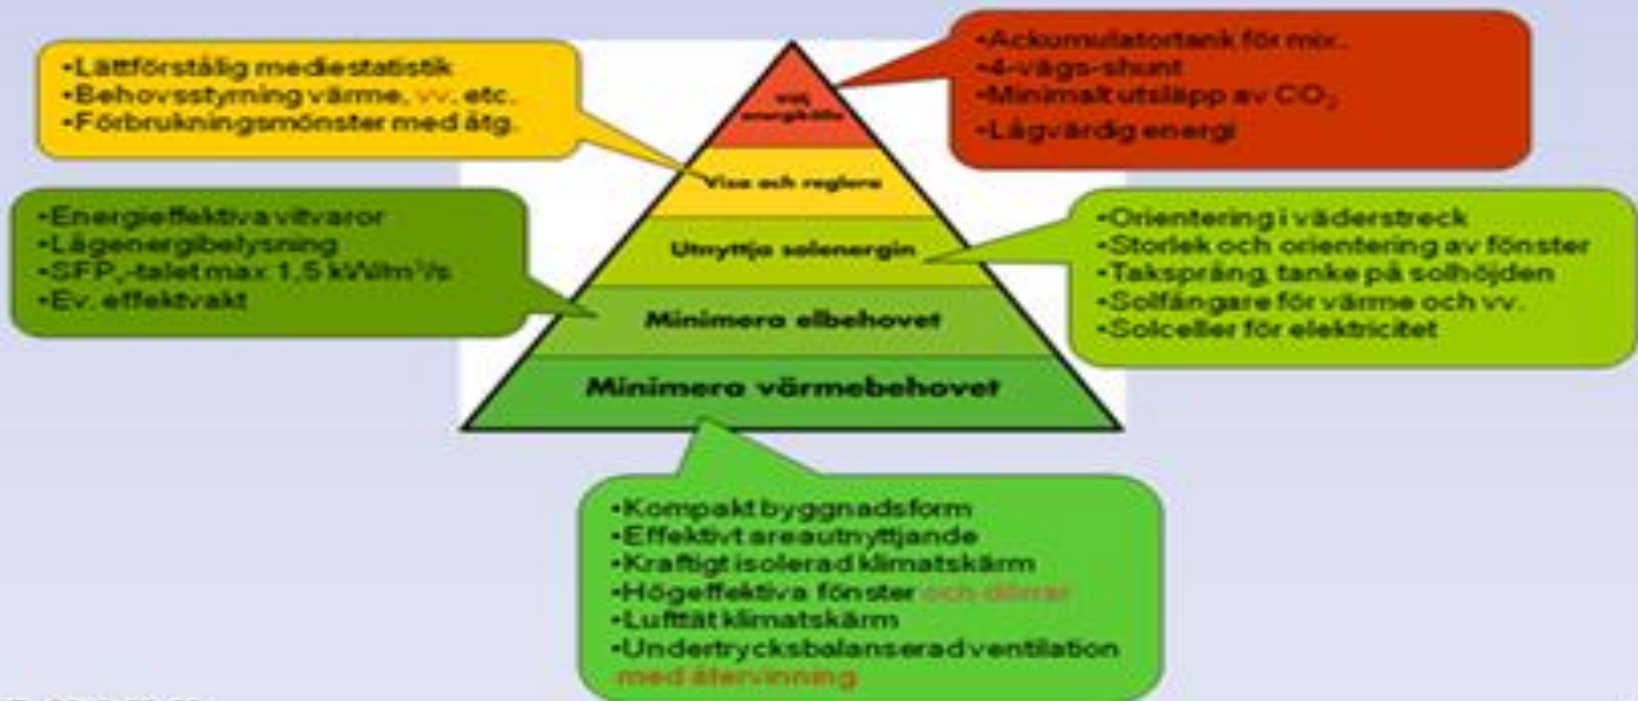 •Lättförstålig mediestatistik
•Behovsstyrning värme, vv, etc.
•Förbrukningsmönster med åtg.
•Ackumulatortank för mix.
•4-vägs-shunt
•Minimalt utsläpp av CO₂
•Lågvärdig energi
Välj
energikälla
Visa och reglera
•Energieffektiva vitvaror
•Lågenergibelysning
•SFPᵥ-talet max 1,5 kW/m³/s
•Ev. effektvakt
Utnyttja solenergin
•Orientering i väderstreck
•Storlek och orientering av fönster
•Taksprång, tanke på solhöjden
•Solfångare för värme och vv.
•Solceller för elektricitet
Minimera elbehovet
Minimera värmebehovet
•Kompakt byggnadsform
•Effektivt areautnyttjande
•Kraftigt isolerad klimatskärm
•Högeffektiva fönster och dörrar
•Lufttät klimatskärm
•Undertrycksbalanserad ventilation
med återvinning